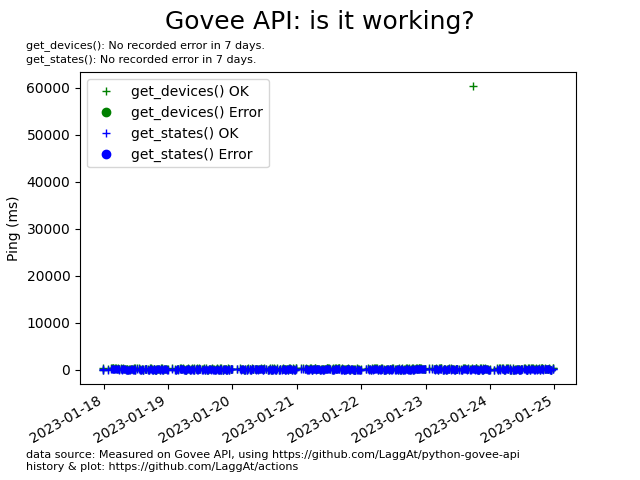 Govee API: is it working?
get_devices(): No recorded error in 7 days.
get_states(): No recorded error in 7 days.
get_devices() OK
get_devices() Error
get_states() OK
get_states() Error
Ping (ms)
60000
50000
40000
30000
20000
10000
0
2023-01-18
2023-01-19
2023-01-20
2023-01-21
2023-01-22
2023-01-23
2023-01-24
2023-01-25
data source: Measured on Govee API, using https://github.com/LaggAt/python-govee-api
history & plot: https://github.com/LaggAt/actions